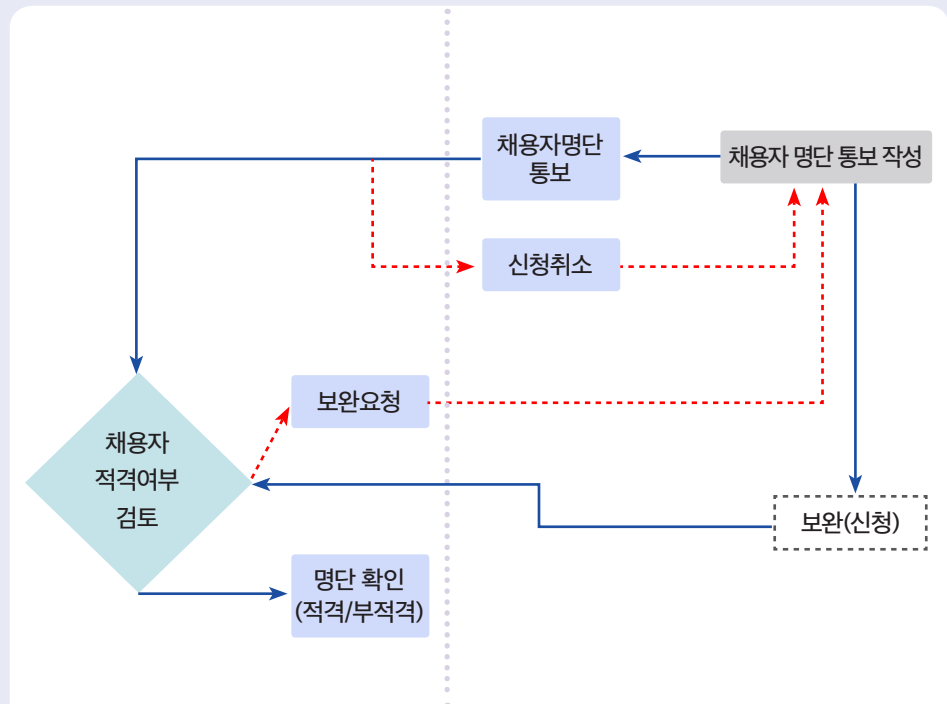 채용자명단
통보
채용자 명단 통보 작성
신청취소
보완요청
채용자
적격여부
검토
보완(신청)
명단 확인
(적격/부적격)